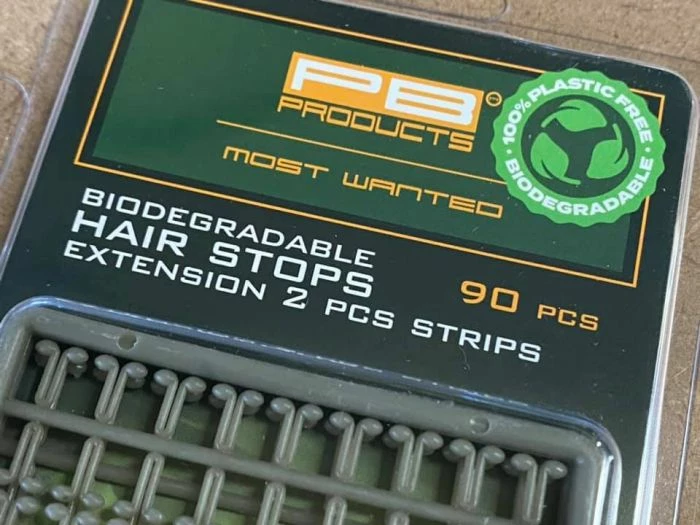 PB
PRODUCTS
MOST WANTED
100% PLASTIC FREE
BIODEGRADABLE
BIODEGRADABLE
HAIR STOPS
EXTENSION 2 PCS STRIPS
90 PCS